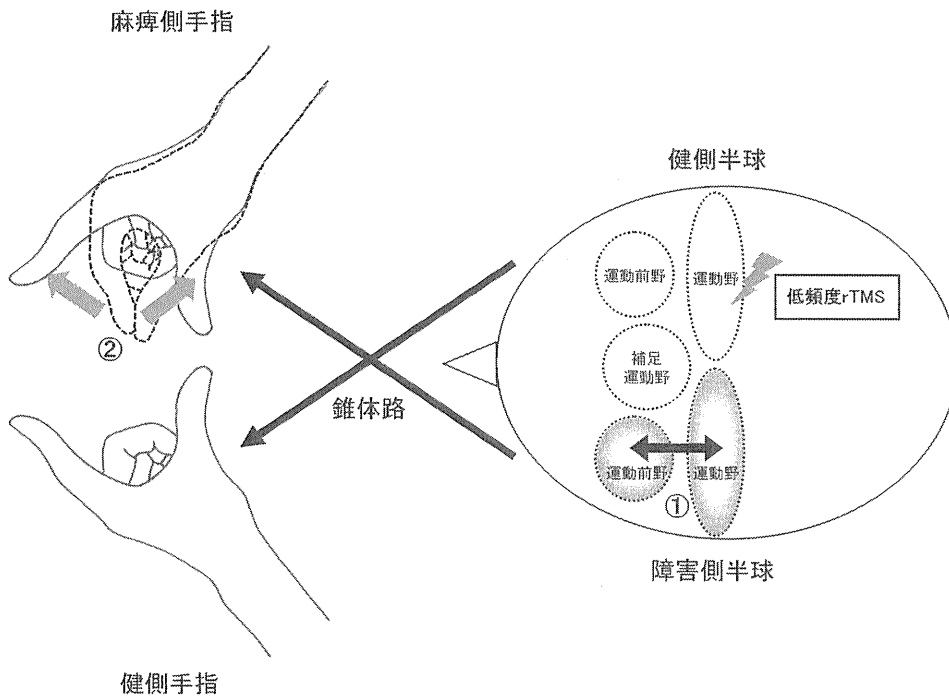 麻痺側手指
健側半球
運動前野
運動野
低頻度rTMS
②
補足
運動野
錐体路
運動前野
運動野
①
障害側半球
健側手指